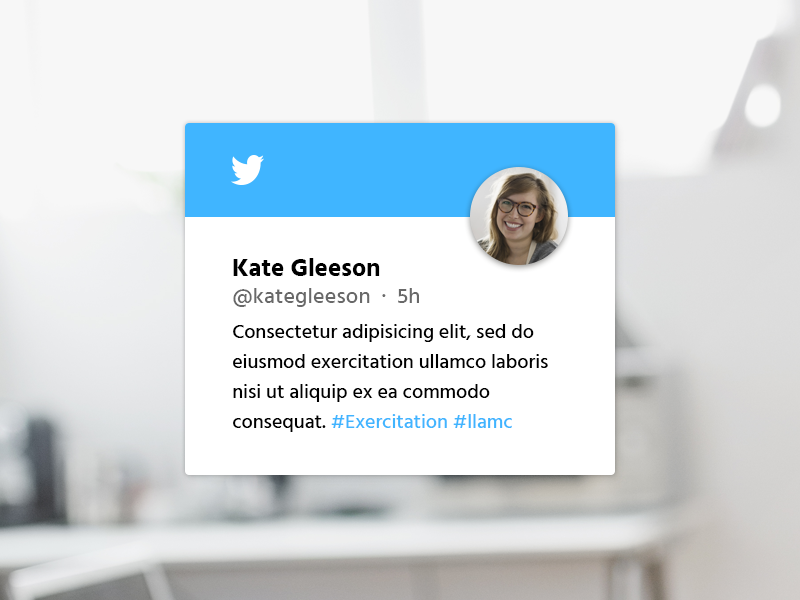 Kate Gleeson
@kategleeson · 5h
Consectetur adipisicing elit, sed do
eiusmod exercitation ullamco laboris
nisi ut aliquip ex ea commodo
consequat. #Exercitation #llamc